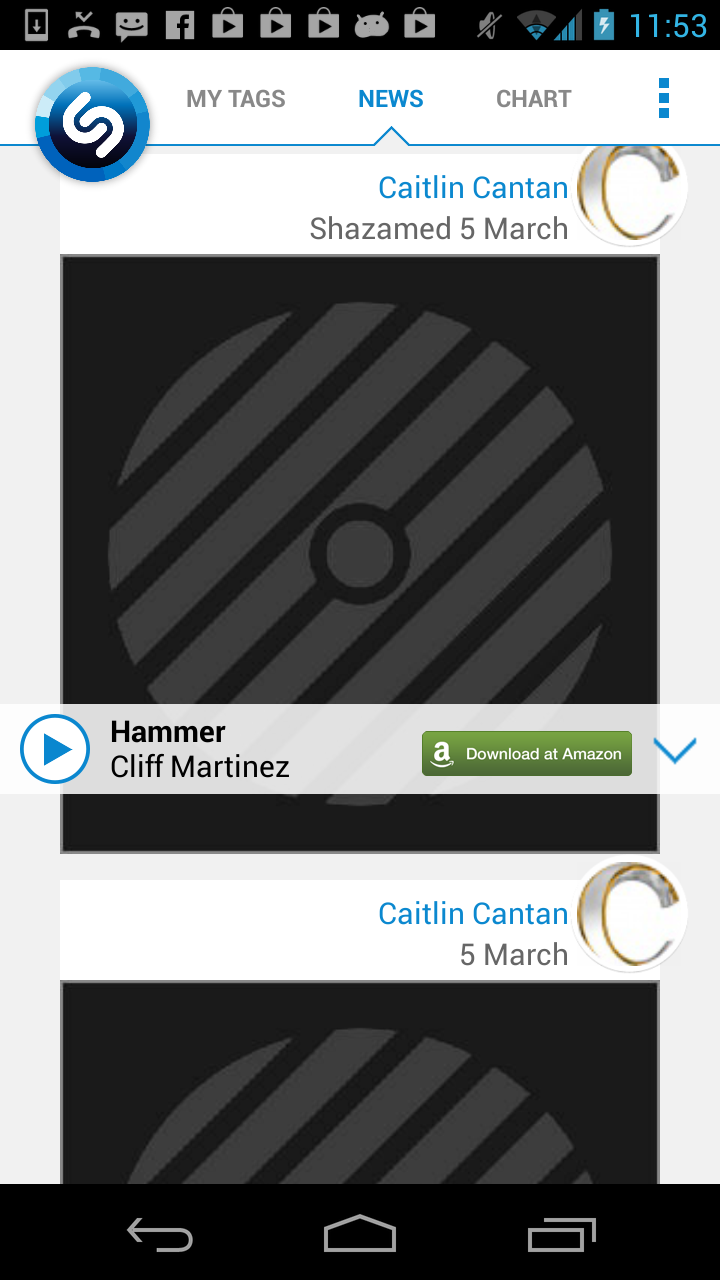 11:53
MY TAGS
NEWS
CHART
Caitlin Cantan
Shazamed 5 March
Hammer
Cliff Martinez
Download at Amazon
Caitlin Cantan
5 March